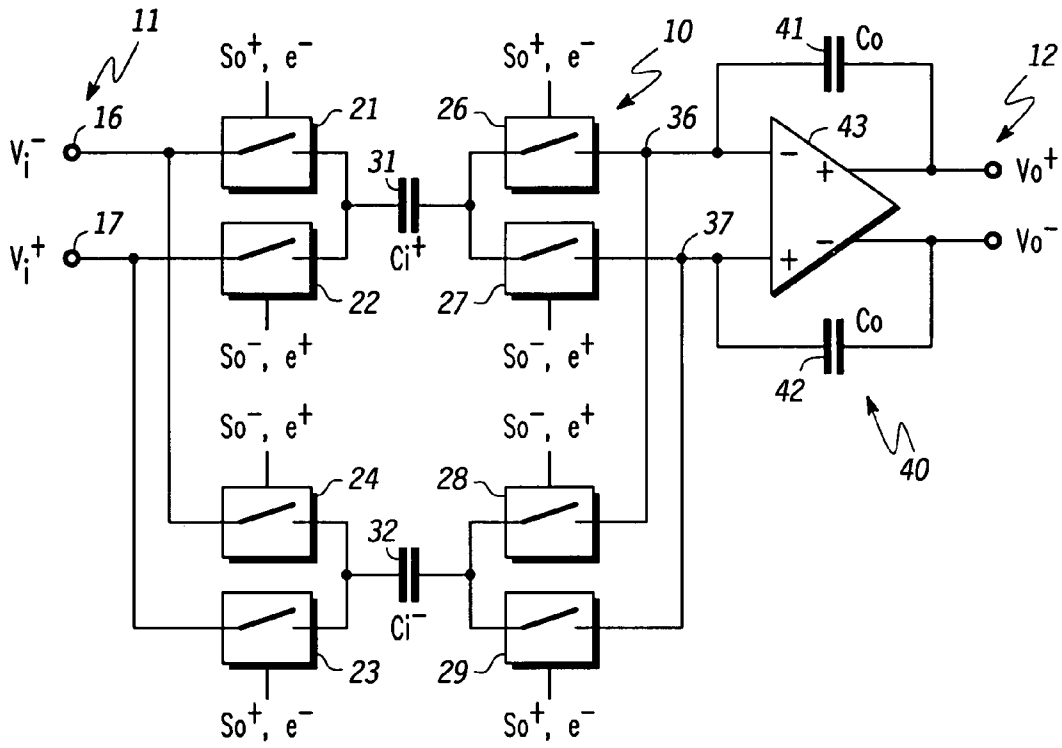 11
So⁺, e⁻
So⁺, e⁻
10
41
Co
12
16
21
26
36
43
Vi⁻
31
−
+
Vo⁺
17
37
Vi⁺
Ci⁺
+
−
Vo⁻
22
27
Co
So⁻, e⁺
So⁻, e⁺
42
So⁻, e⁺
So⁻, e⁺
40
24
28
32
Ci⁻
23
29
So⁺, e⁻
So⁺, e⁻